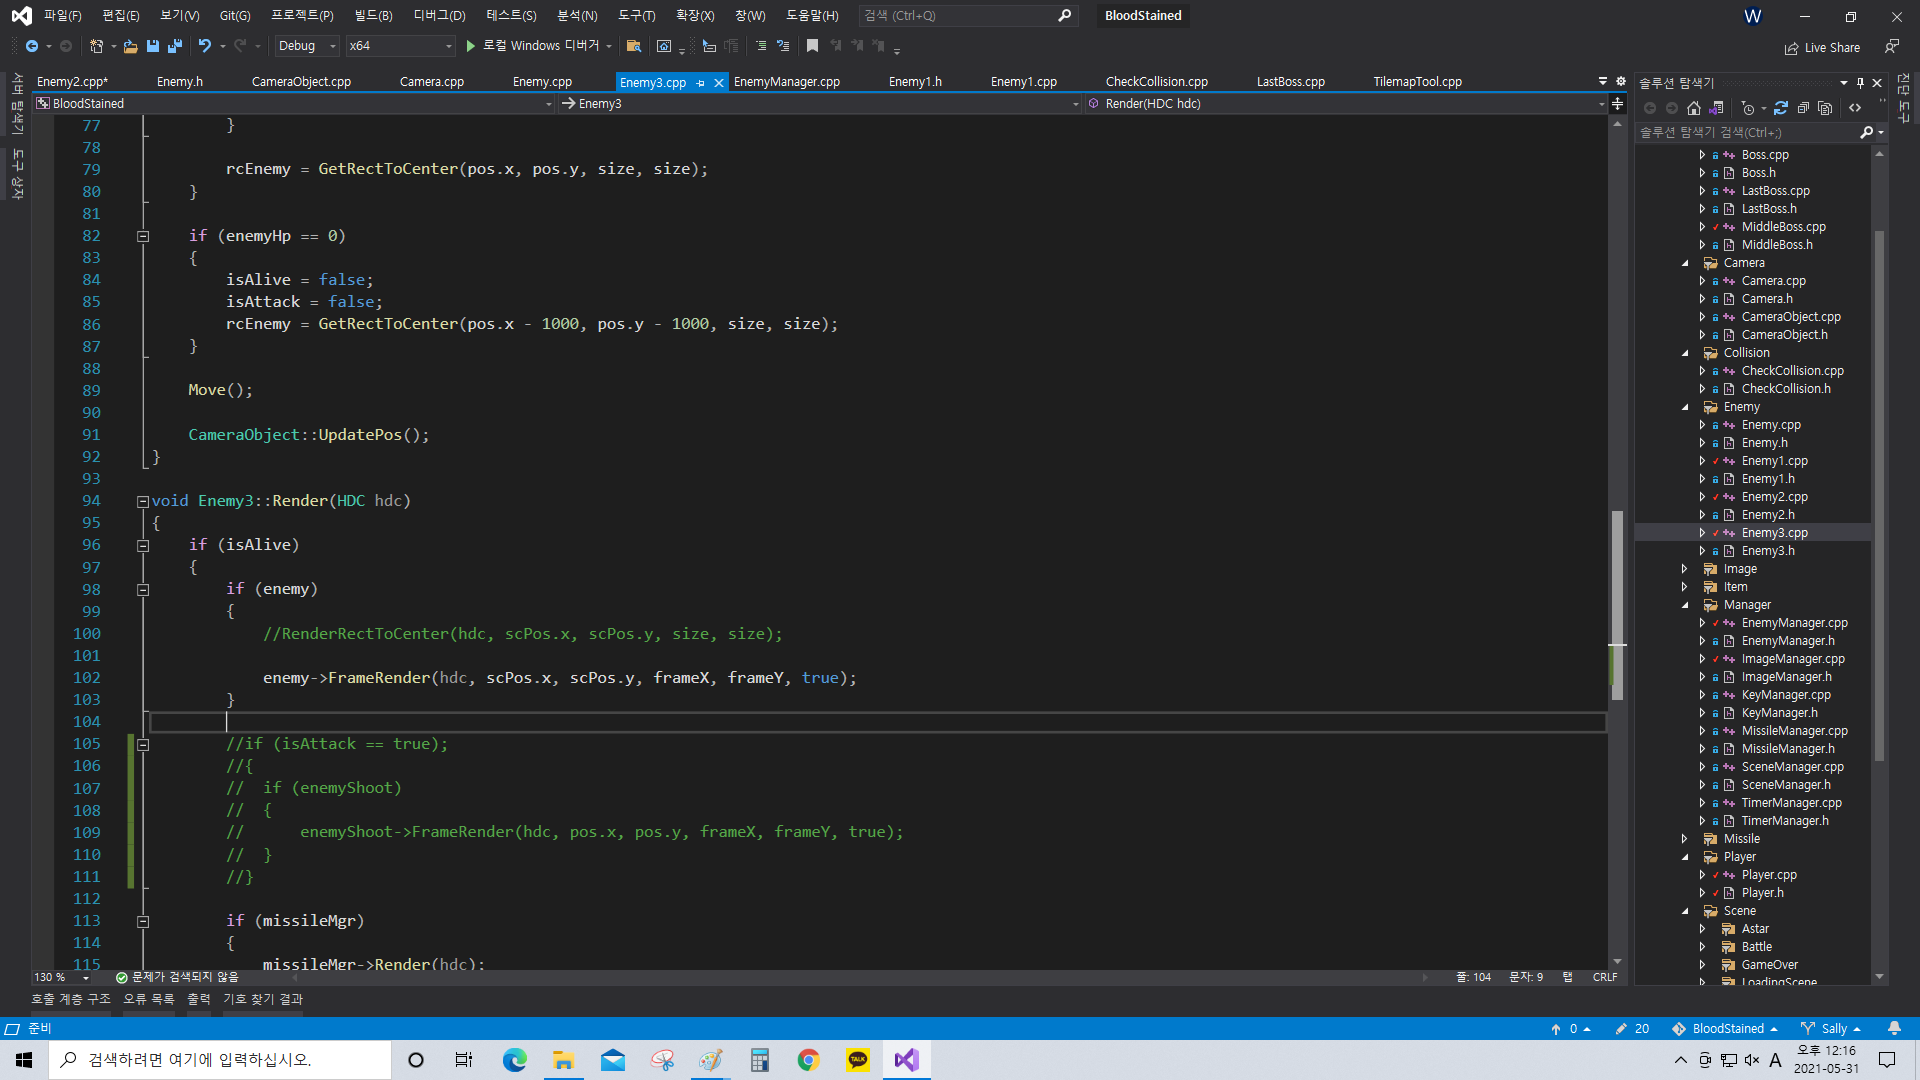 파일(F) 편집(E) 보기(V) Git(G) 프로젝트(P) 빌드(B) 디버그(D) 테스트(S) 분석(N) 도구(T) 확장(X) 창(W) 도움말(H) 검색 (Ctrl+Q) BloodStained W
Debug x64 로컬 Windows 디버거 Live Share
서버 탐색기
도구 상자
Enemy2.cpp* Enemy.h CameraObject.cpp Camera.cpp Enemy.cpp Enemy3.cpp EnemyManager.cpp Enemy1.h Enemy1.cpp CheckCollision.cpp LastBoss.cpp TilemapTool.cpp
BloodStained Enemy3 Render(HDC hdc)
77 }
78
79 rcEnemy = GetRectToCenter(pos.x, pos.y, size, size);
80 }
81
82 if (enemyHp == 0)
83 {
84 isAlive = false;
85 isAttack = false;
86 rcEnemy = GetRectToCenter(pos.x - 1000, pos.y - 1000, size, size);
87 }
88
89 Move();
90
91 CameraObject::UpdatePos();
92 }
93
94 void Enemy3::Render(HDC hdc)
95 {
96 if (isAlive)
97 {
98 if (enemy)
99 {
100 //RenderRectToCenter(hdc, scPos.x, scPos.y, size, size);
101
102 enemy->FrameRender(hdc, scPos.x, scPos.y, frameX, frameY, true);
103 }
104
105 //if (isAttack == true);
106 //{
107 // if (enemyShoot)
108 // {
109 // enemyShoot->FrameRender(hdc, pos.x, pos.y, frameX, frameY, true);
110 // }
111 //}
112
113 if (missileMgr)
114 {
115 missileMgr->Render(hdc);
130 % 문제가 검색되지 않음 줄: 104 문자: 9 탭 CRLF
호출 계층 구조 오류 목록 출력 기호 찾기 결과
솔루션 탐색기
솔루션 탐색기 검색(Ctrl+;)
Boss.cpp
Boss.h
LastBoss.cpp
LastBoss.h
MiddleBoss.cpp
MiddleBoss.h
Camera
Camera.cpp
Camera.h
CameraObject.cpp
CameraObject.h
Collision
CheckCollision.cpp
CheckCollision.h
Enemy
Enemy.cpp
Enemy.h
Enemy1.cpp
Enemy1.h
Enemy2.cpp
Enemy2.h
Enemy3.cpp
Enemy3.h
Image
Item
Manager
EnemyManager.cpp
EnemyManager.h
ImageManager.cpp
ImageManager.h
KeyManager.cpp
KeyManager.h
MissileManager.cpp
MissileManager.h
SceneManager.cpp
SceneManager.h
TimerManager.cpp
TimerManager.h
Missile
Player
Player.cpp
Player.h
Scene
Astar
Battle
GameOver
LoadingScene
진단 도구
준비 0 20 BloodStained Sally
검색하려면 여기에 입력하십시오. TALK A 오후 12:16
2021-05-31